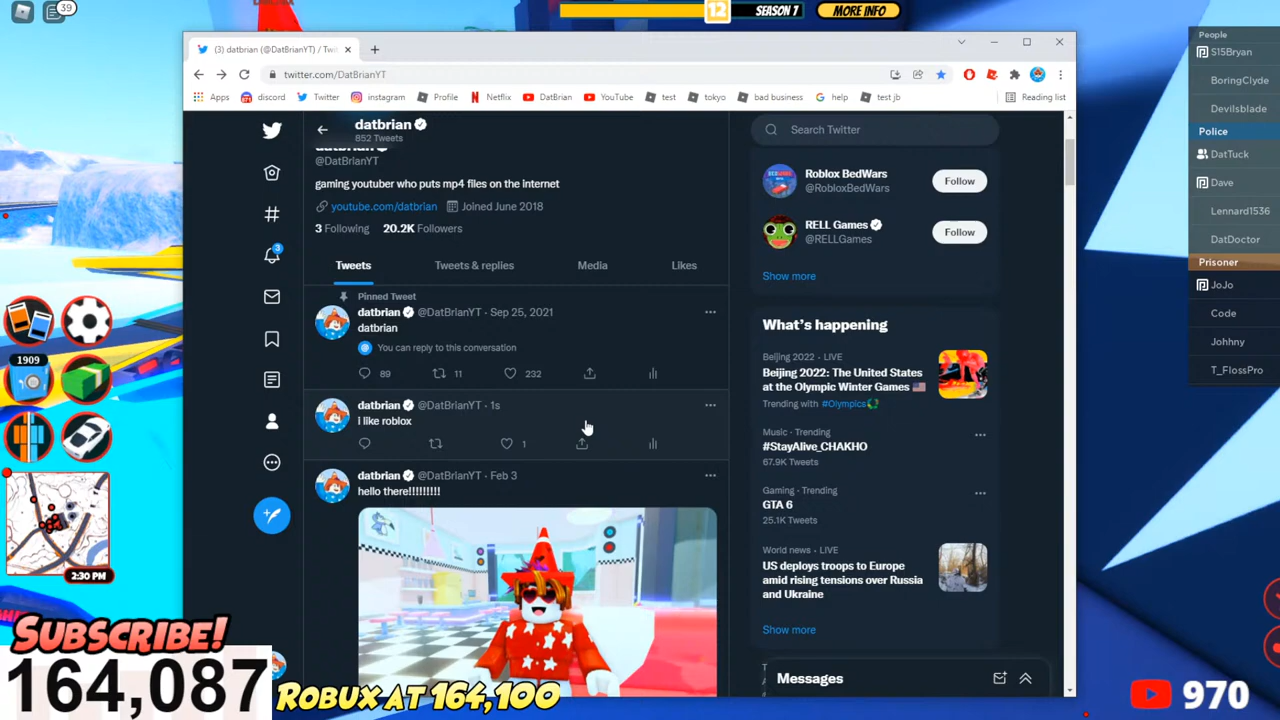 39
12
SEASON 7
MORE INFO
(3) datbrian (@DatBrianYT) / Twit
twitter.com/DatBrianYT
Apps
discord
Twitter
instagram
Profile
Netflix
DatBrian
YouTube
test
tokyo
bad business
help
test jb
Reading list
datbrian
852 Tweets
@DatBrianYT
gaming youtuber who puts mp4 files on the internet
youtube.com/datbrian Joined June 2018
3 Following 20.2K Followers
Tweets
Tweets & replies
Media
Likes
Pinned Tweet
datbrian @DatBrianYT · Sep 25, 2021
datbrian
You can reply to this conversation
89 11 232
datbrian @DatBrianYT · 1s
i like roblox
1
datbrian @DatBrianYT · Feb 3
hello there!!!!!!!!!
3
Search Twitter
Roblox BedWars
@RobloxBedWars
Follow
RELL Games
@RELLGames
Follow
Show more
What's happening
Beijing 2022 · LIVE
Beijing 2022: The United States
at the Olympic Winter Games
Trending with #Olympics
Music · Trending
#StayAlive_CHAKHO
67.9K Tweets
Gaming · Trending
GTA 6
25.1K Tweets
World news · LIVE
US deploys troops to Europe
amid rising tensions over Russia
and Ukraine
Show more
Messages
People
S15Bryan
BoringClyde
Devilsblade
Police
DatTuck
Dave
Lennard1536
DatDoctor
Prisoner
JoJo
Code
Johhny
T_FlossPro
1909
2:30 PM
SUBSCRIBE!
164,087
ROBUX AT 164,100
970